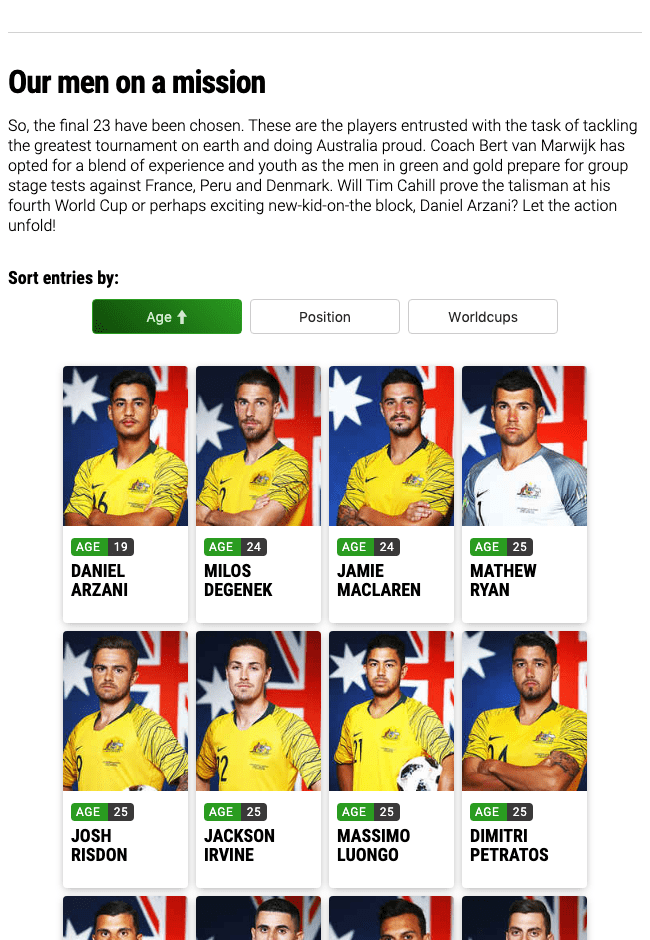 Our men on a mission
So, the final 23 have been chosen. These are the players entrusted with the task of tackling
the greatest tournament on earth and doing Australia proud. Coach Bert van Marwijk has
opted for a blend of experience and youth as the men in green and gold prepare for group
stage tests against France, Peru and Denmark. Will Tim Cahill prove the talisman at his
fourth World Cup or perhaps exciting new-kid-on-the block, Daniel Arzani? Let the action
unfold!
Sort entries by:
Age Position Worldcups
AGE 19 AGE 24 AGE 24 AGE 25
DANIEL MILOS JAMIE MATHEW
ARZANI DEGENEK MACLAREN RYAN
AGE 25 AGE 25 AGE 25 AGE 25
JOSH JACKSON MASSIMO DIMITRI
RISDON IRVINE LUONGO PETRATOS